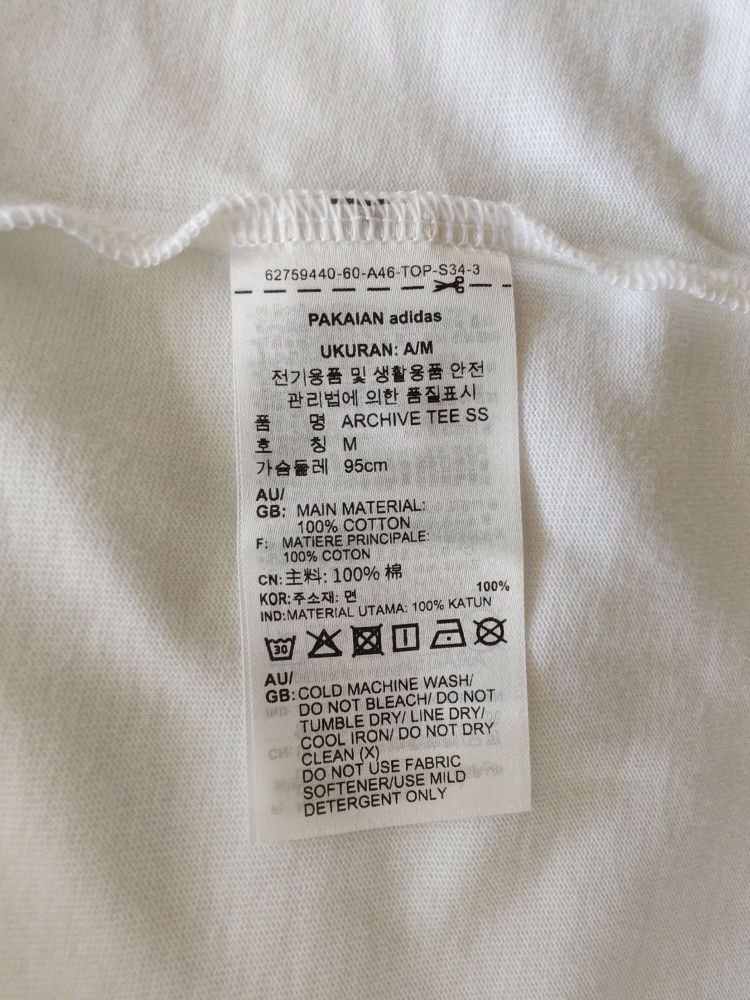 62759440-60-A46-TOP-S34-3
PAKAIAN adidas
UKURAN: A/M
전기용품 및 생활용품 안전
관리법에 의한 품질표시
품 명 ARCHIVE TEE SS
호 칭 M
가슴둘레 95cm
AU/
GB: MAIN MATERIAL:
100% COTTON
F: MATIERE PRINCIPALE:
100% COTON
CN: 主料: 100% 棉
KOR: 주소재: 면 100%
IND: MATERIAL UTAMA: 100% KATUN
30
AU/
GB: COLD MACHINE WASH/
DO NOT BLEACH/ DO NOT
TUMBLE DRY/ LINE DRY/
COOL IRON/ DO NOT DRY
CLEAN (X)
DO NOT USE FABRIC
SOFTENER/USE MILD
DETERGENT ONLY